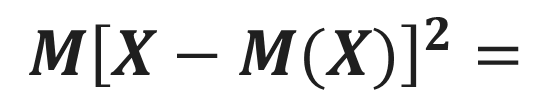 M[X − M(X)]² =